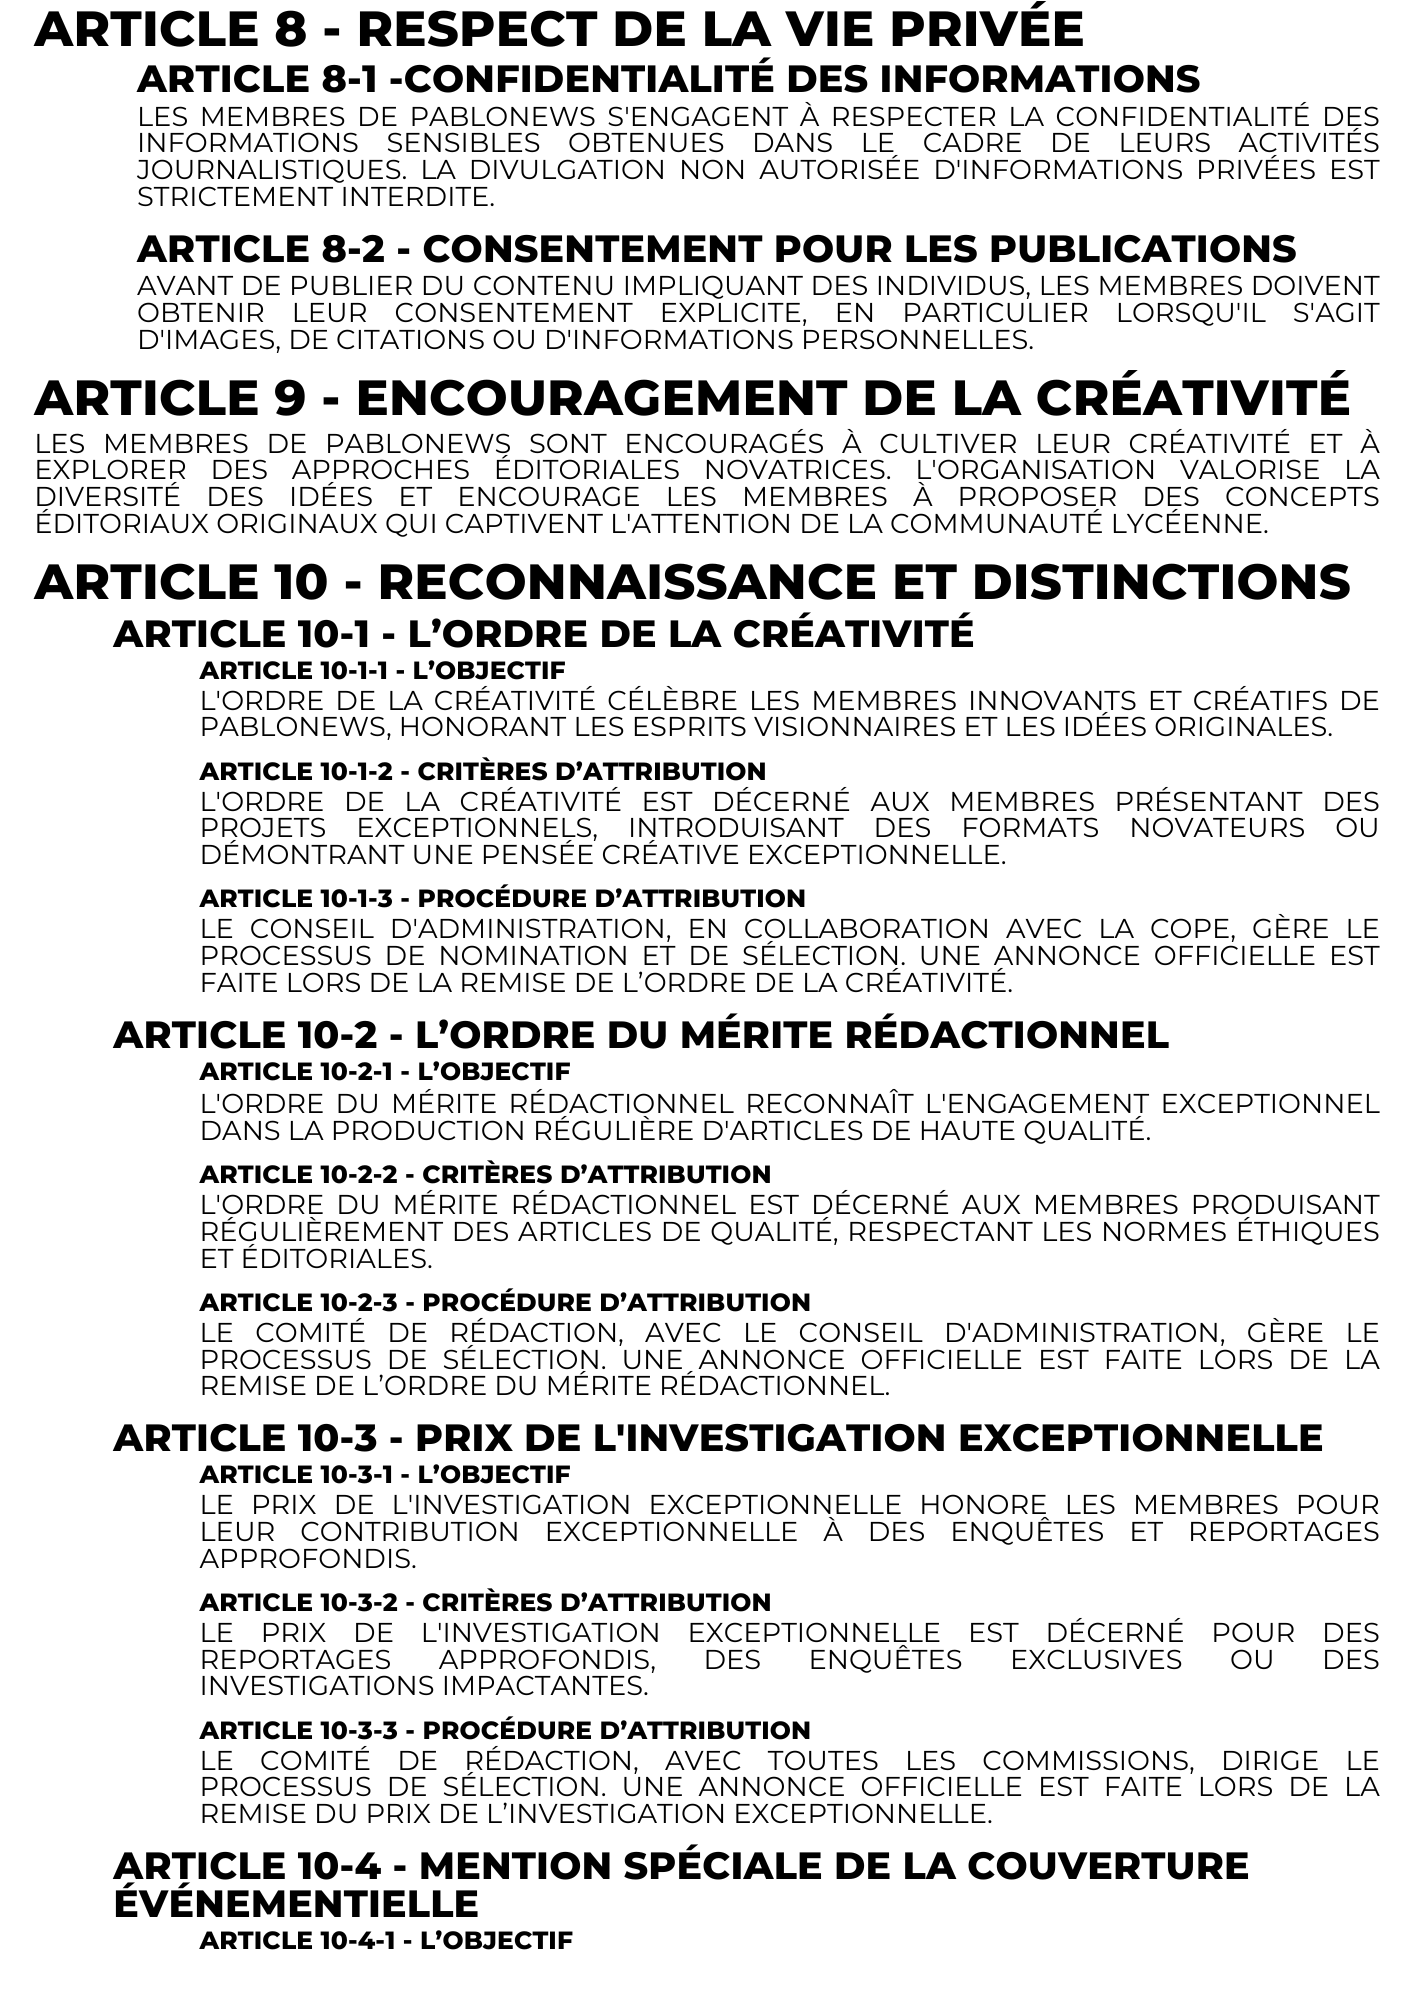 ARTICLE 8 - RESPECT DE LA VIE PRIVÉE
ARTICLE 8-1 -CONFIDENTIALITÉ DES INFORMATIONS
LES MEMBRES DE PABLONEWS S'ENGAGENT À RESPECTER LA CONFIDENTIALITÉ DES
INFORMATIONS SENSIBLES OBTENUES DANS LE CADRE DE LEURS ACTIVITÉS
JOURNALISTIQUES. LA DIVULGATION NON AUTORISÉE D'INFORMATIONS PRIVÉES EST
STRICTEMENT INTERDITE.
ARTICLE 8-2 - CONSENTEMENT POUR LES PUBLICATIONS
AVANT DE PUBLIER DU CONTENU IMPLIQUANT DES INDIVIDUS, LES MEMBRES DOIVENT
OBTENIR LEUR CONSENTEMENT EXPLICITE, EN PARTICULIER LORSQU'IL S'AGIT
D'IMAGES, DE CITATIONS OU D'INFORMATIONS PERSONNELLES.
ARTICLE 9 - ENCOURAGEMENT DE LA CRÉATIVITÉ
LES MEMBRES DE PABLONEWS SONT ENCOURAGÉS À CULTIVER LEUR CRÉATIVITÉ ET À
EXPLORER DES APPROCHES ÉDITORIALES NOVATRICES. L'ORGANISATION VALORISE LA
DIVERSITÉ DES IDÉES ET ENCOURAGE LES MEMBRES À PROPOSER DES CONCEPTS
ÉDITORIAUX ORIGINAUX QUI CAPTIVENT L'ATTENTION DE LA COMMUNAUTÉ LYCÉENNE.
ARTICLE 10 - RECONNAISSANCE ET DISTINCTIONS
ARTICLE 10-1 - L’ORDRE DE LA CRÉATIVITÉ
ARTICLE 10-1-1 - L’OBJECTIF
L'ORDRE DE LA CRÉATIVITÉ CÉLÈBRE LES MEMBRES INNOVANTS ET CRÉATIFS DE
PABLONEWS, HONORANT LES ESPRITS VISIONNAIRES ET LES IDÉES ORIGINALES.
ARTICLE 10-1-2 - CRITÈRES D’ATTRIBUTION
L'ORDRE DE LA CRÉATIVITÉ EST DÉCERNÉ AUX MEMBRES PRÉSENTANT DES
PROJETS EXCEPTIONNELS, INTRODUISANT DES FORMATS NOVATEURS OU
DÉMONTRANT UNE PENSÉE CRÉATIVE EXCEPTIONNELLE.
ARTICLE 10-1-3 - PROCÉDURE D’ATTRIBUTION
LE CONSEIL D'ADMINISTRATION, EN COLLABORATION AVEC LA COPE, GÈRE LE
PROCESSUS DE NOMINATION ET DE SÉLECTION. UNE ANNONCE OFFICIELLE EST
FAITE LORS DE LA REMISE DE L’ORDRE DE LA CRÉATIVITÉ.
ARTICLE 10-2 - L’ORDRE DU MÉRITE RÉDACTIONNEL
ARTICLE 10-2-1 - L’OBJECTIF
L'ORDRE DU MÉRITE RÉDACTIONNEL RECONNAÎT L'ENGAGEMENT EXCEPTIONNEL
DANS LA PRODUCTION RÉGULIÈRE D'ARTICLES DE HAUTE QUALITÉ.
ARTICLE 10-2-2 - CRITÈRES D’ATTRIBUTION
L'ORDRE DU MÉRITE RÉDACTIONNEL EST DÉCERNÉ AUX MEMBRES PRODUISANT
RÉGULIÈREMENT DES ARTICLES DE QUALITÉ, RESPECTANT LES NORMES ÉTHIQUES
ET ÉDITORIALES.
ARTICLE 10-2-3 - PROCÉDURE D’ATTRIBUTION
LE COMITÉ DE RÉDACTION, AVEC LE CONSEIL D'ADMINISTRATION, GÈRE LE
PROCESSUS DE SÉLECTION. UNE ANNONCE OFFICIELLE EST FAITE LORS DE LA
REMISE DE L’ORDRE DU MÉRITE RÉDACTIONNEL.
ARTICLE 10-3 - PRIX DE L'INVESTIGATION EXCEPTIONNELLE
ARTICLE 10-3-1 - L’OBJECTIF
LE PRIX DE L'INVESTIGATION EXCEPTIONNELLE HONORE LES MEMBRES POUR
LEUR CONTRIBUTION EXCEPTIONNELLE À DES ENQUÊTES ET REPORTAGES
APPROFONDIS.
ARTICLE 10-3-2 - CRITÈRES D’ATTRIBUTION
LE PRIX DE L'INVESTIGATION EXCEPTIONNELLE EST DÉCERNÉ POUR DES
REPORTAGES APPROFONDIS, DES ENQUÊTES EXCLUSIVES OU DES
INVESTIGATIONS IMPACTANTES.
ARTICLE 10-3-3 - PROCÉDURE D’ATTRIBUTION
LE COMITÉ DE RÉDACTION, AVEC TOUTES LES COMMISSIONS, DIRIGE LE
PROCESSUS DE SÉLECTION. UNE ANNONCE OFFICIELLE EST FAITE LORS DE LA
REMISE DU PRIX DE L’INVESTIGATION EXCEPTIONNELLE.
ARTICLE 10-4 - MENTION SPÉCIALE DE LA COUVERTURE
ÉVÉNEMENTIELLE
ARTICLE 10-4-1 - L’OBJECTIF